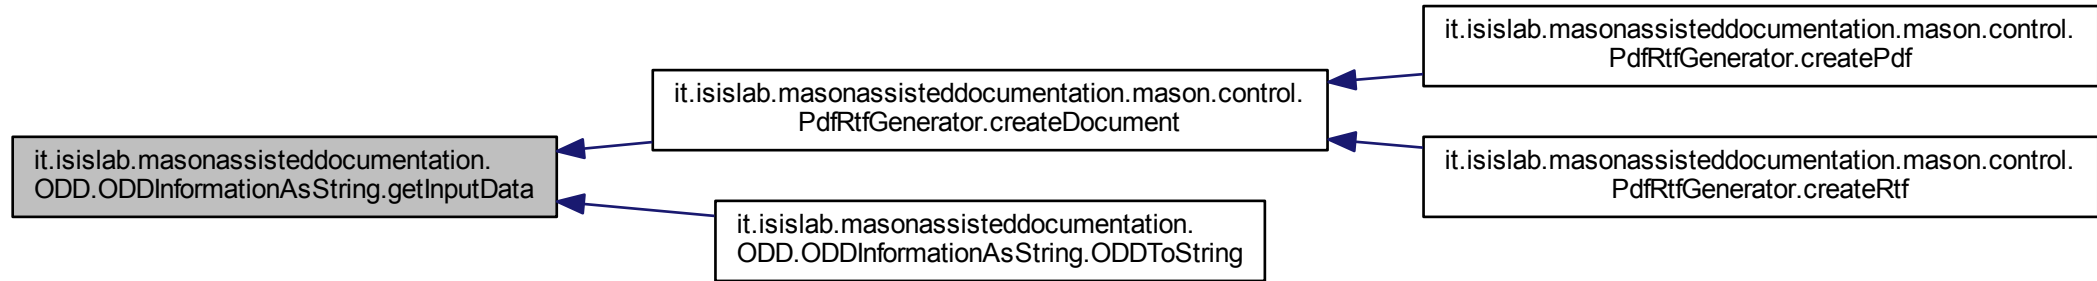 it.isislab.masonassisteddocumentation.
ODD.ODDInformationAsString.getInputData
it.isislab.masonassisteddocumentation.mason.control.
PdfRtfGenerator.createDocument
it.isislab.masonassisteddocumentation.mason.control.
PdfRtfGenerator.createPdf
it.isislab.masonassisteddocumentation.mason.control.
PdfRtfGenerator.createRtf
it.isislab.masonassisteddocumentation.
ODD.ODDInformationAsString.ODDToString